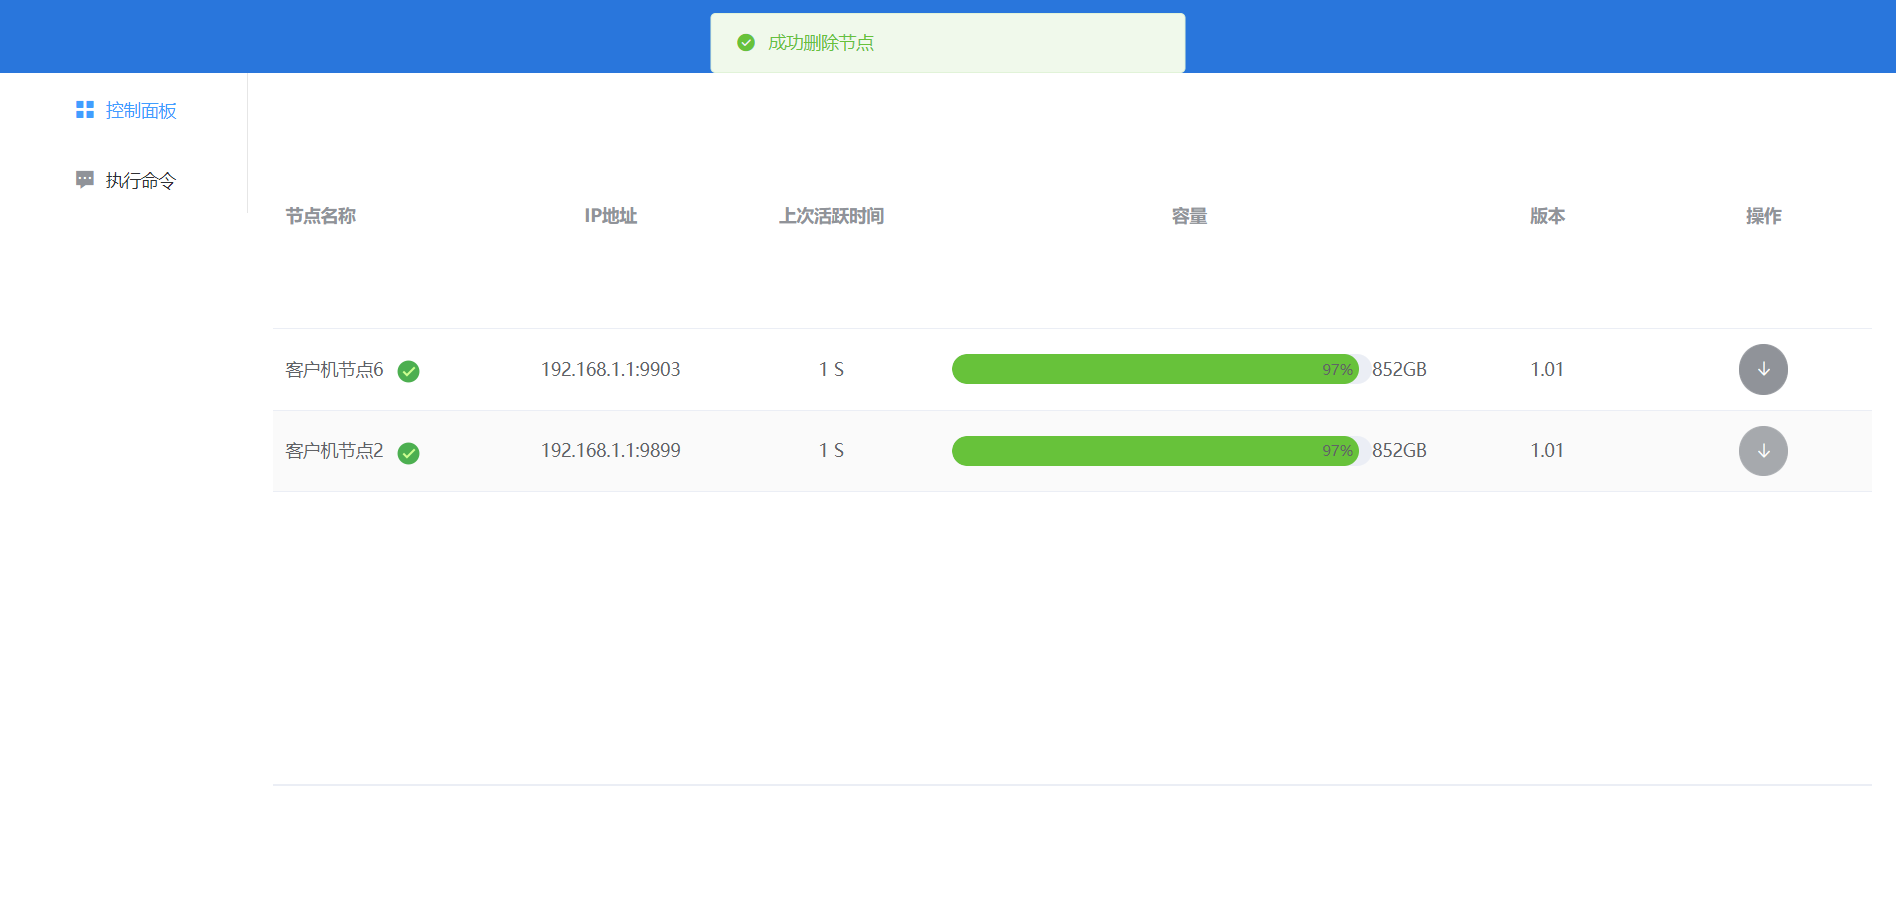 成功删除节点
控制面板
执行命令
节点名称 IP地址 上次活跃时间 容量 版本 操作
客户机节点6 192.168.1.1:9903 1 S 97% 852GB 1.01
客户机节点2 192.168.1.1:9899 1 S 97% 852GB 1.01